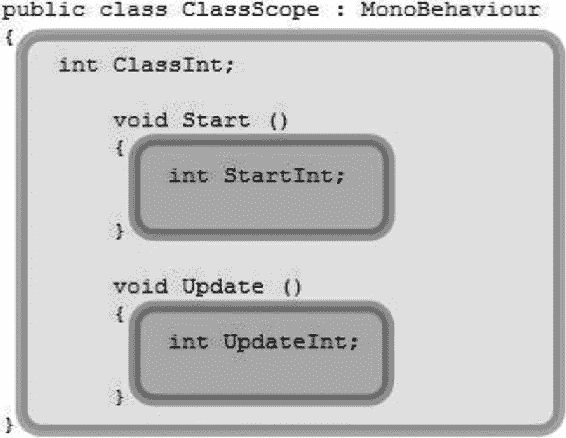 public class ClassScope : MonoBehaviour
{
int ClassInt;
void Start ()
{
int StartInt;
}
void Update ()
{
int UpdateInt;
}
}